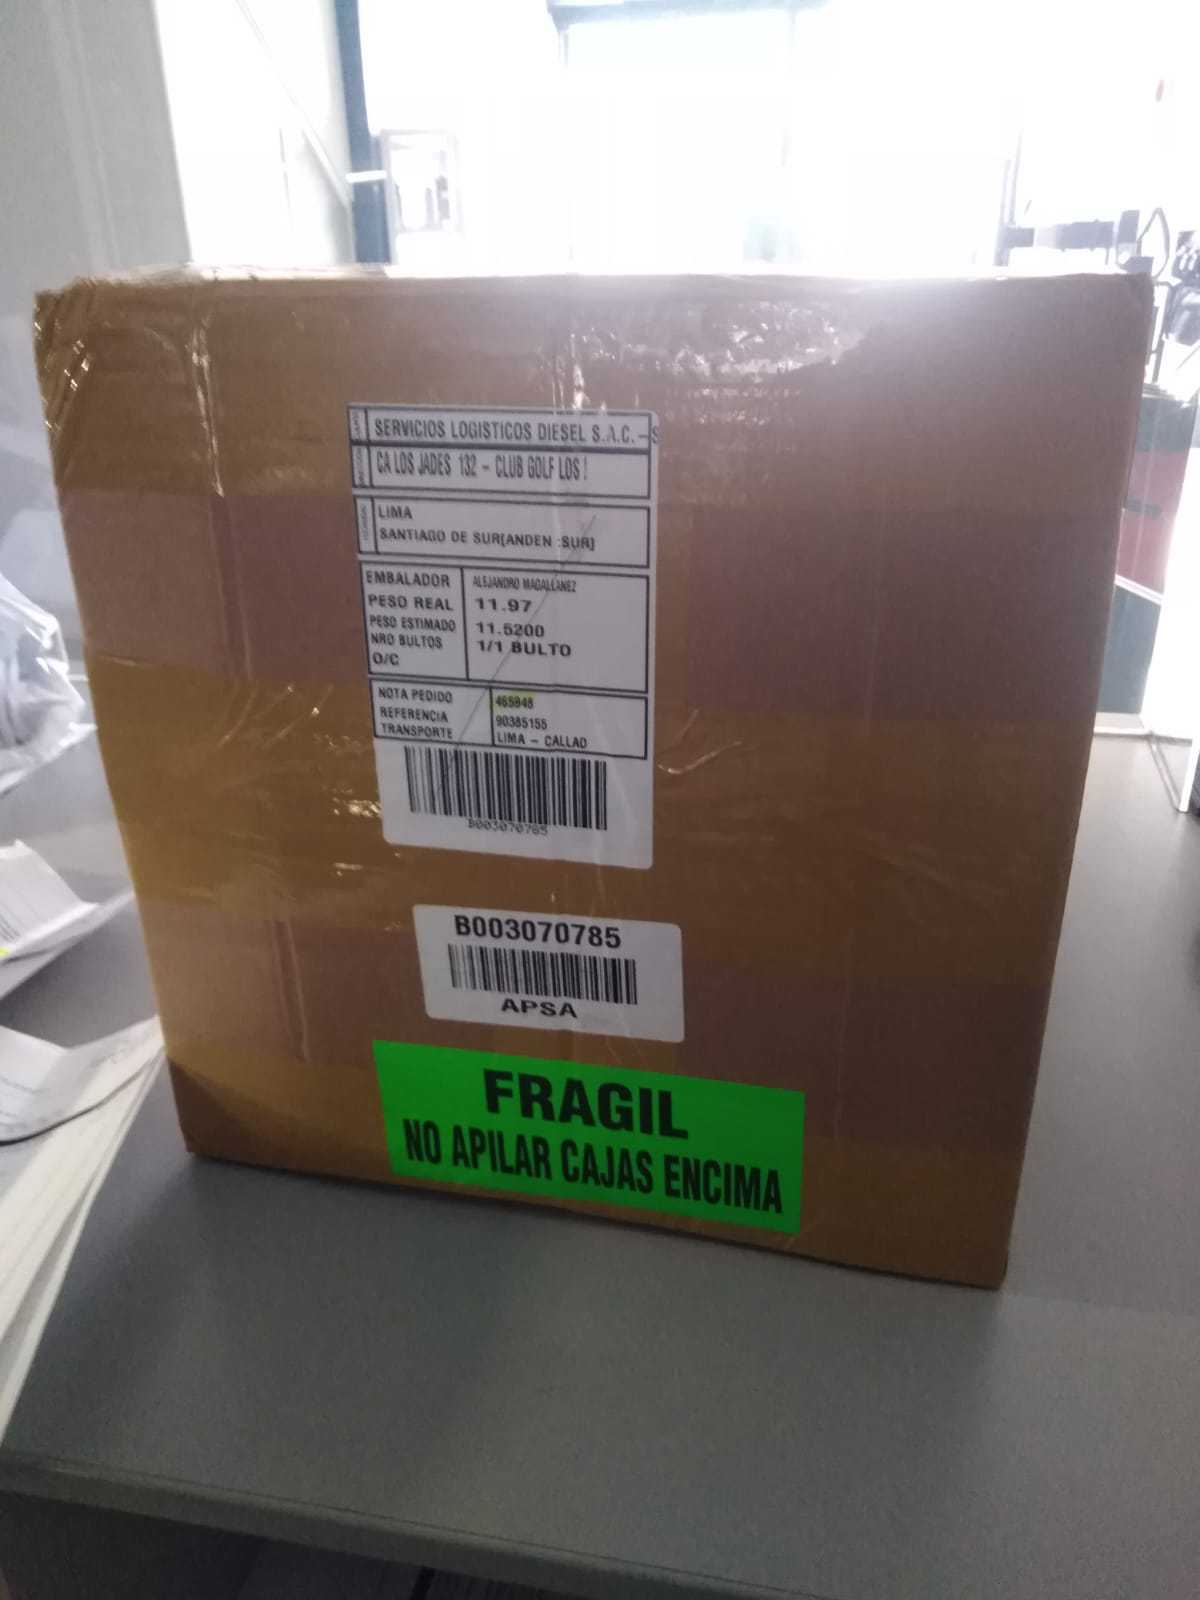 SERVICIOS LOGISTICOS DIESEL S.A.C. - S
CA LOS JADES 132 - CLUB GOLF LOS
LIMA
SANTIAGO DE SUR[ANDEN :SUR]
EMBALADOR ALEJANDRO MAGALLANEZ
PESO REAL 11.97
PESO ESTIMADO 11.5200
NRO BULTOS 1/1 BULTO
O/C
NOTA PEDIDO 465948
REFERENCIA 90385155
TRANSPORTE LIMA - CALLAO
B003070785
B003070785
APSA
FRAGIL
NO APILAR CAJAS ENCIMA